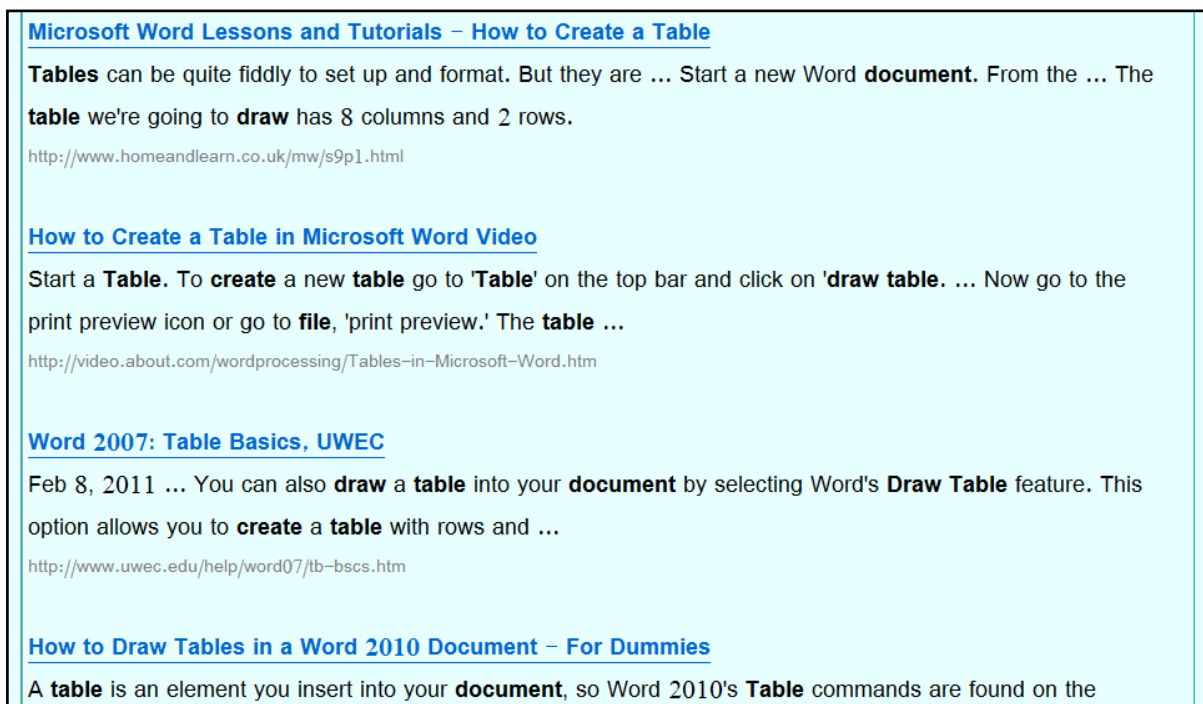 Microsoft Word Lessons and Tutorials - How to Create a Table
Tables can be quite fiddly to set up and format. But they are ... Start a new Word document. From the ... The
table we're going to draw has 8 columns and 2 rows.
http://www.homeandlearn.co.uk/mw/s9p1.html
How to Create a Table in Microsoft Word Video
Start a Table. To create a new table go to 'Table' on the top bar and click on 'draw table. ... Now go to the
print preview icon or go to file, 'print preview.' The table ...
http://video.about.com/wordprocessing/Tables-in-Microsoft-Word.htm
Word 2007: Table Basics, UWEC
Feb 8, 2011 ... You can also draw a table into your document by selecting Word's Draw Table feature. This
option allows you to create a table with rows and ...
http://www.uwec.edu/help/word07/tb-bscs.htm
How to Draw Tables in a Word 2010 Document - For Dummies
A table is an element you insert into your document, so Word 2010's Table commands are found on the